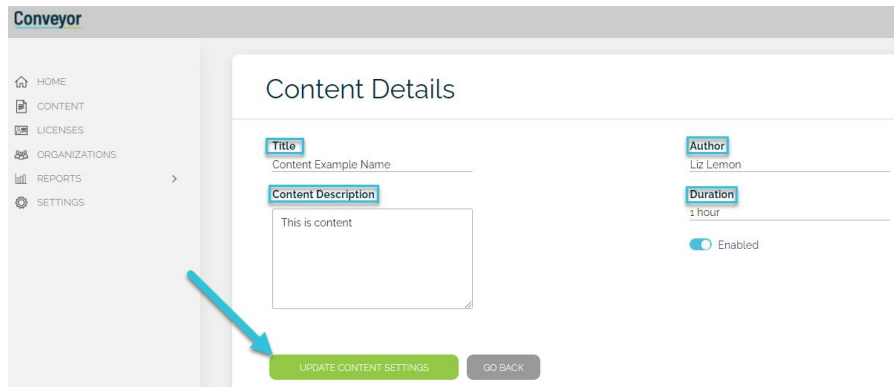 Conveyor
HOME
CONTENT
LICENSES
ORGANIZATIONS
REPORTS
SETTINGS
Content Details
Title
Content Example Name
Content Description
This is content
Author
Liz Lemon
Duration
1 hour
Enabled
UPDATE CONTENT SETTINGS
GO BACK